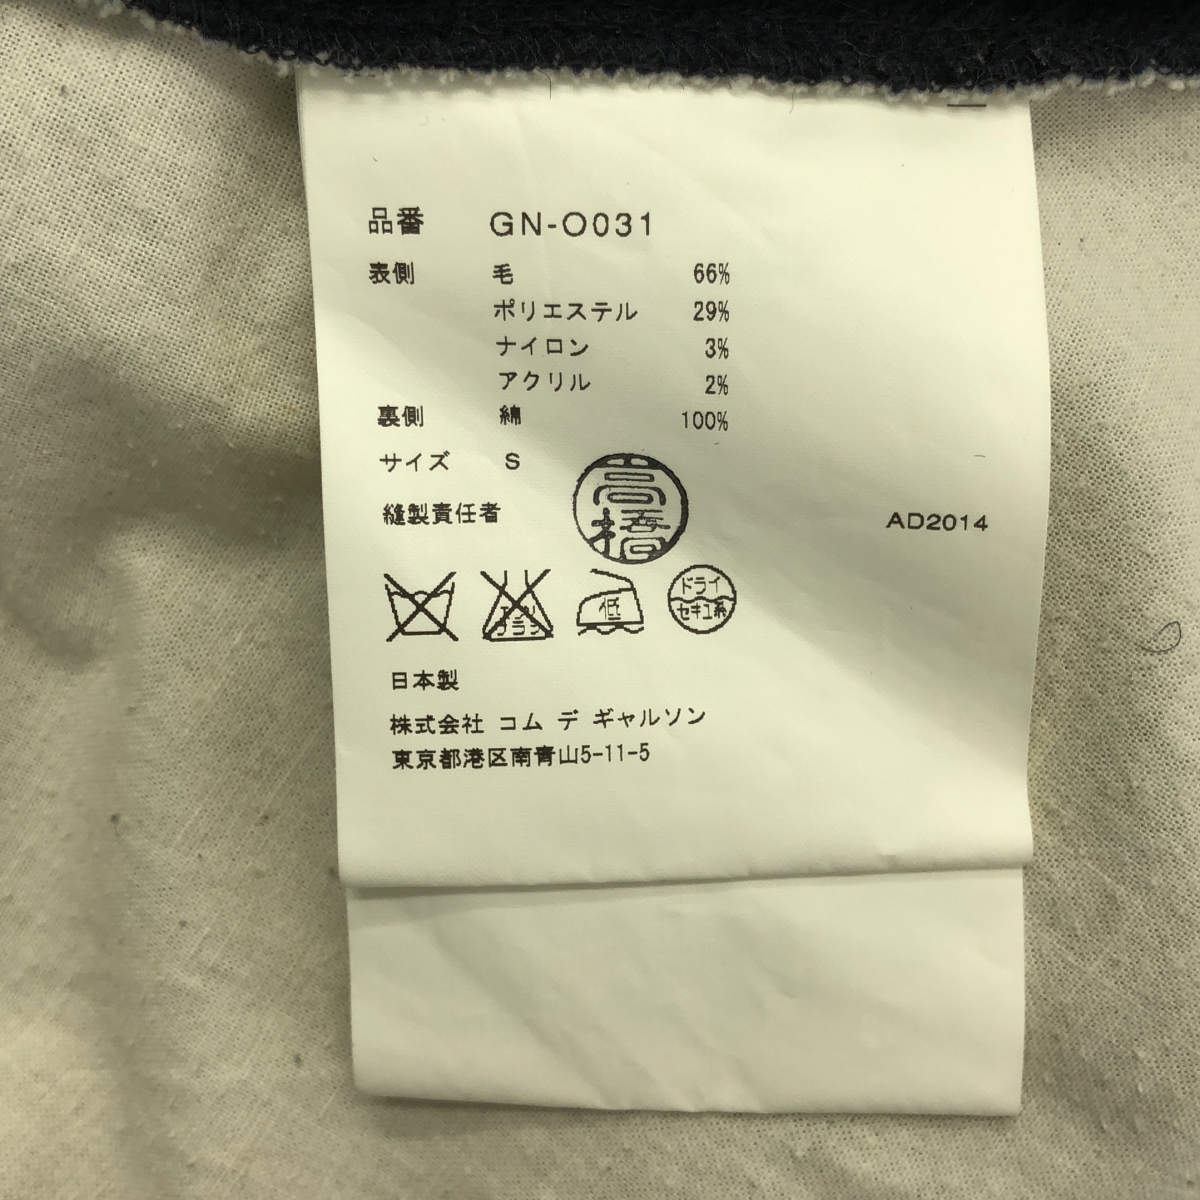 品番 GN-O031
表側 毛 66%
ポリエステル 29%
ナイロン 3%
アクリル 2%
裏側 綿 100%
サイズ S
縫製責任者 高橋 AD2014
低 ドライ
セキユ系
日本製
株式会社 コム デ ギャルソン
東京都港区南青山5-11-5